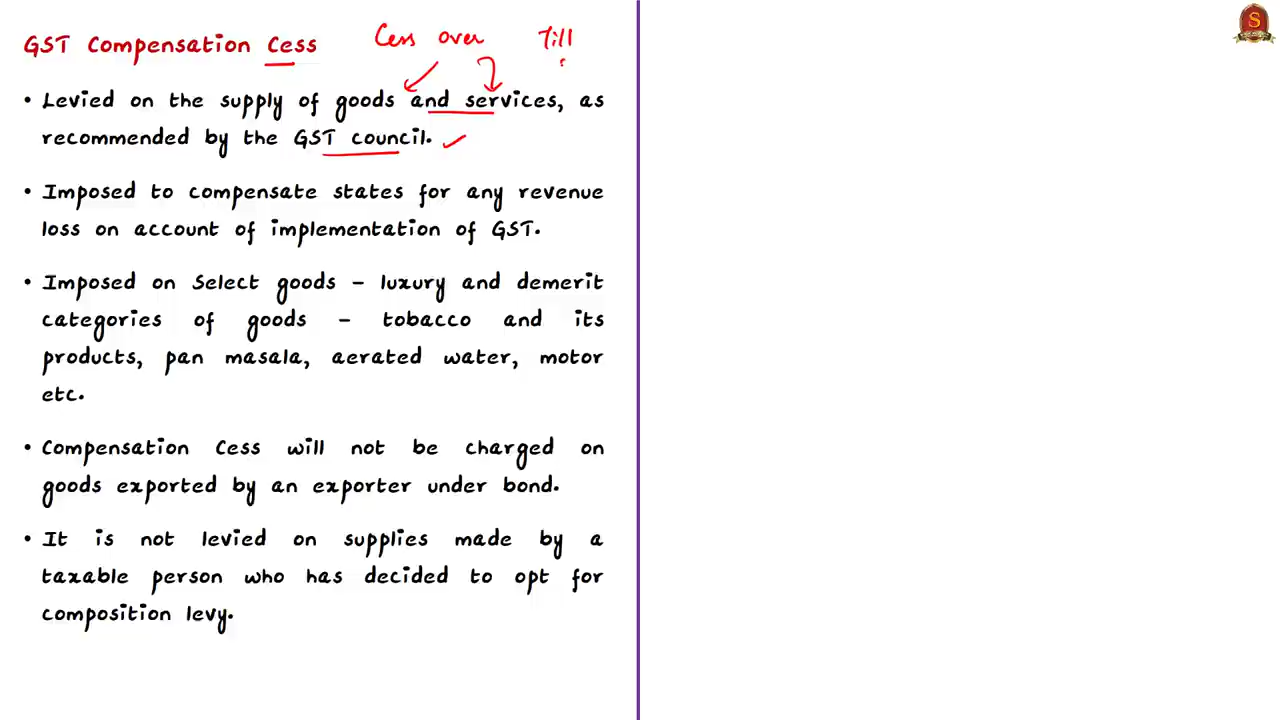 GST Compensation Cess
Cess over
Till
• Levied on the supply of goods and services, as
recommended by the GST council.
• Imposed to compensate states for any revenue
loss on account of implementation of GST.
• Imposed on Select goods - luxury and demerit
categories of goods - tobacco and its
products, pan masala, aerated water, motor
etc.
• Compensation Cess will not be charged on
goods exported by an exporter under bond.
• It is not levied on supplies made by a
taxable person who has decided to opt for
composition levy.